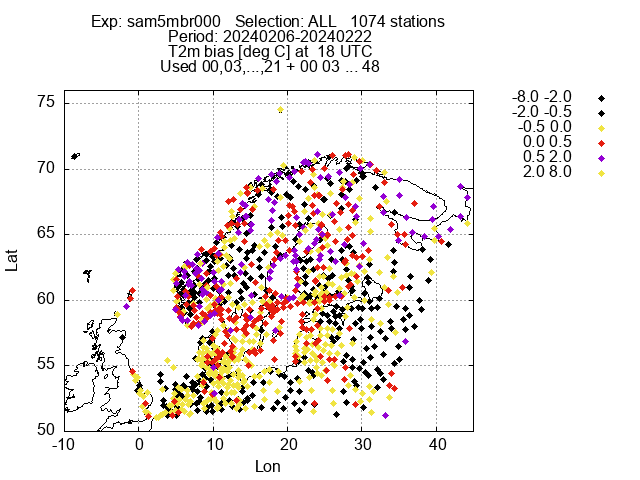 Exp: sam5mbr000   Selection: ALL   1074 stations
Period: 20240206-20240222
T2m bias [deg C] at  18 UTC
Used 00,03,...,21 + 00 03 ... 48
-8.0 -2.0
-2.0 -0.5
-0.5 0.0
0.0 0.5
0.5 2.0
2.0 8.0
75
70
65
60
55
50
Lat
-10 0 10 20 30 40
Lon